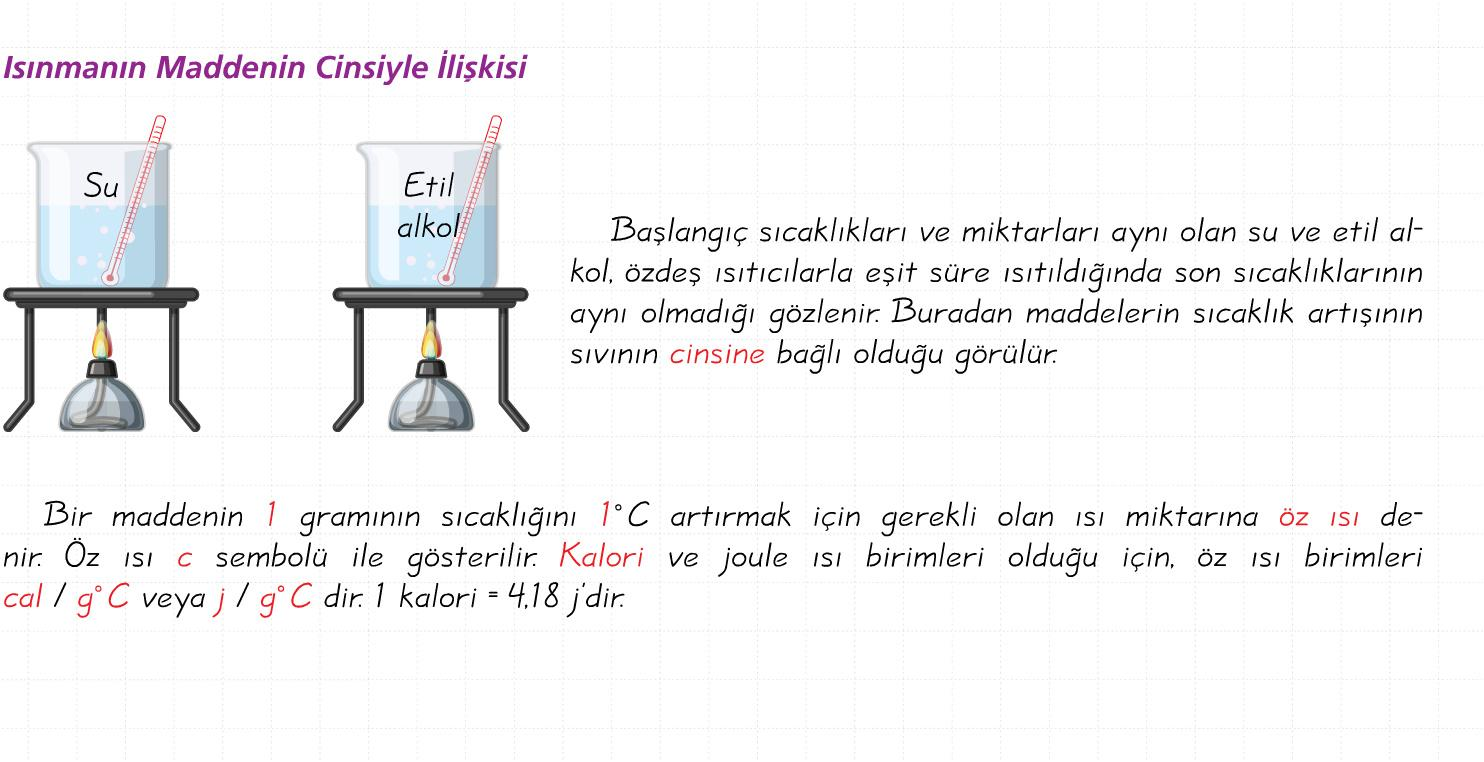 Isınmanın Maddenin Cinsiyle İlişkisi
Su
Etil
alkol
Başlangıç sıcaklıkları ve miktarları aynı olan su ve etil al-
kol, özdeş ısıtıcılarla eşit süre ısıtıldığında son sıcaklıklarının
aynı olmadığı gözlenir. Buradan maddelerin sıcaklık artışının
sıvının cinsine bağlı olduğu görülür.
Bir maddenin 1 gramının sıcaklığını 1°C artırmak için gerekli olan ısı miktarına öz ısı de-
nir. Öz ısı c sembolü ile gösterilir. Kalori ve joule ısı birimleri olduğu için, öz ısı birimleri
cal / g°C veya j / g°C dir. 1 kalori = 4,18 j'dir.